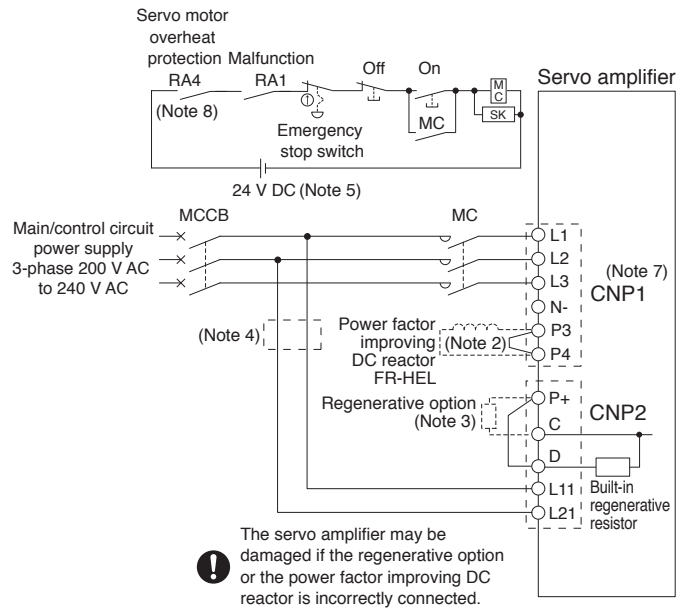 Servo motor
overheat
protection
Malfunction
RA4
RA1
Off
On
(Note 8)
MC
SK
MC
Emergency
stop switch
24 V DC (Note 5)
Servo amplifier
Main/control circuit
power supply
3-phase 200 V AC
to 240 V AC
MCCB
MC
L1
L2
L3
N-
P3
P4
(Note 7)
CNP1
(Note 4)
Power factor
improving
DC reactor
FR-HEL
(Note 2)
Regenerative option
(Note 3)
P+
C
D
L11
L21
CNP2
Built-in
regenerative
resistor
The servo amplifier may be
damaged if the regenerative option
or the power factor improving DC
reactor is incorrectly connected.